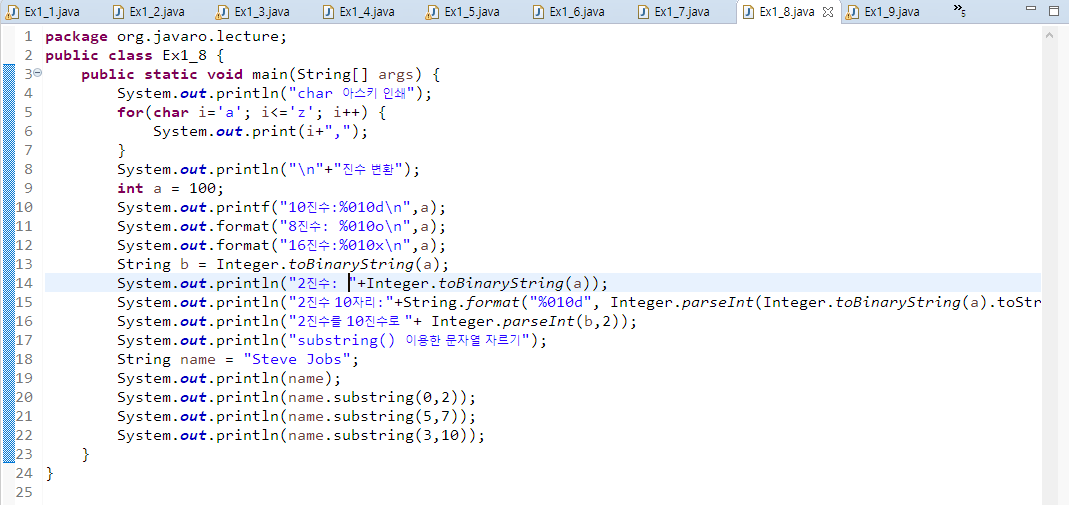 Ex1_1.java Ex1_2.java Ex1_3.java Ex1_4.java Ex1_5.java Ex1_6.java Ex1_7.java Ex1_8.java Ex1_9.java »5
1 package org.javaro.lecture;
2 public class Ex1_8 {
3 public static void main(String[] args) {
4 System.out.println("char 아스키 인쇄");
5 for(char i='a'; i<='z'; i++) {
6 System.out.print(i+",");
7 }
8 System.out.println("\n"+"진수 변환");
9 int a = 100;
10 System.out.printf("10진수:%010d\n",a);
11 System.out.format("8진수: %010o\n",a);
12 System.out.format("16진수:%010x\n",a);
13 String b = Integer.toBinaryString(a);
14 System.out.println("2진수: "+Integer.toBinaryString(a));
15 System.out.println("2진수 10자리:"+String.format("%010d", Integer.parseInt(Integer.toBinaryString(a).toStr
16 System.out.println("2진수를 10진수로 "+ Integer.parseInt(b,2));
17 System.out.println("substring() 이용한 문자열 자르기");
18 String name = "Steve Jobs";
19 System.out.println(name);
20 System.out.println(name.substring(0,2));
21 System.out.println(name.substring(5,7));
22 System.out.println(name.substring(3,10));
23 }
24 }
25